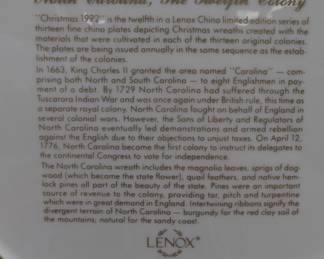 North Carolina, The Twelfth Colony
"Christmas 1992" is the twelfth in a Lenox China limited edition series of
thirteen fine china plates depicting Christmas wreaths created with the
materials that were cultivated in each of the thirteen original colonies.
The plates are being issued annually in the same sequence as the estab-
lishment of the colonies.
In 1663, King Charles II granted the area named "Carolina" — com-
prising both North and South Carolina — to eight Englishmen in pay-
ment of a debt. By 1729 North Carolina had suffered through the
Tuscarora Indian War and was once again under British rule, this time as
a separate royal colony. North Carolina fought on behalf of England in
several colonial wars. However, the Sons of Liberty and Regulators of
North Carolina eventually led demonstrations and armed rebellion
against the English due to their objections to unjust taxes. On April 12,
1776, North Carolina became the first colony to instruct its delegates to
the continental Congress to vote for independence.
The North Carolina wreath includes the magnolia leaves, sprigs of dog-
wood (which became the state flower), quail feathers, and native hem-
lock pines all part of the beauty of the state. Pines were an important
source of revenue to the colony, providing tar, pitch and turpentine
which were in great demand in England. Intertwining ribbons signify the
divergent terrain of North Carolina — burgundy for the red clay soil of
the mountains; natural for the sandy coast.
LENOX®